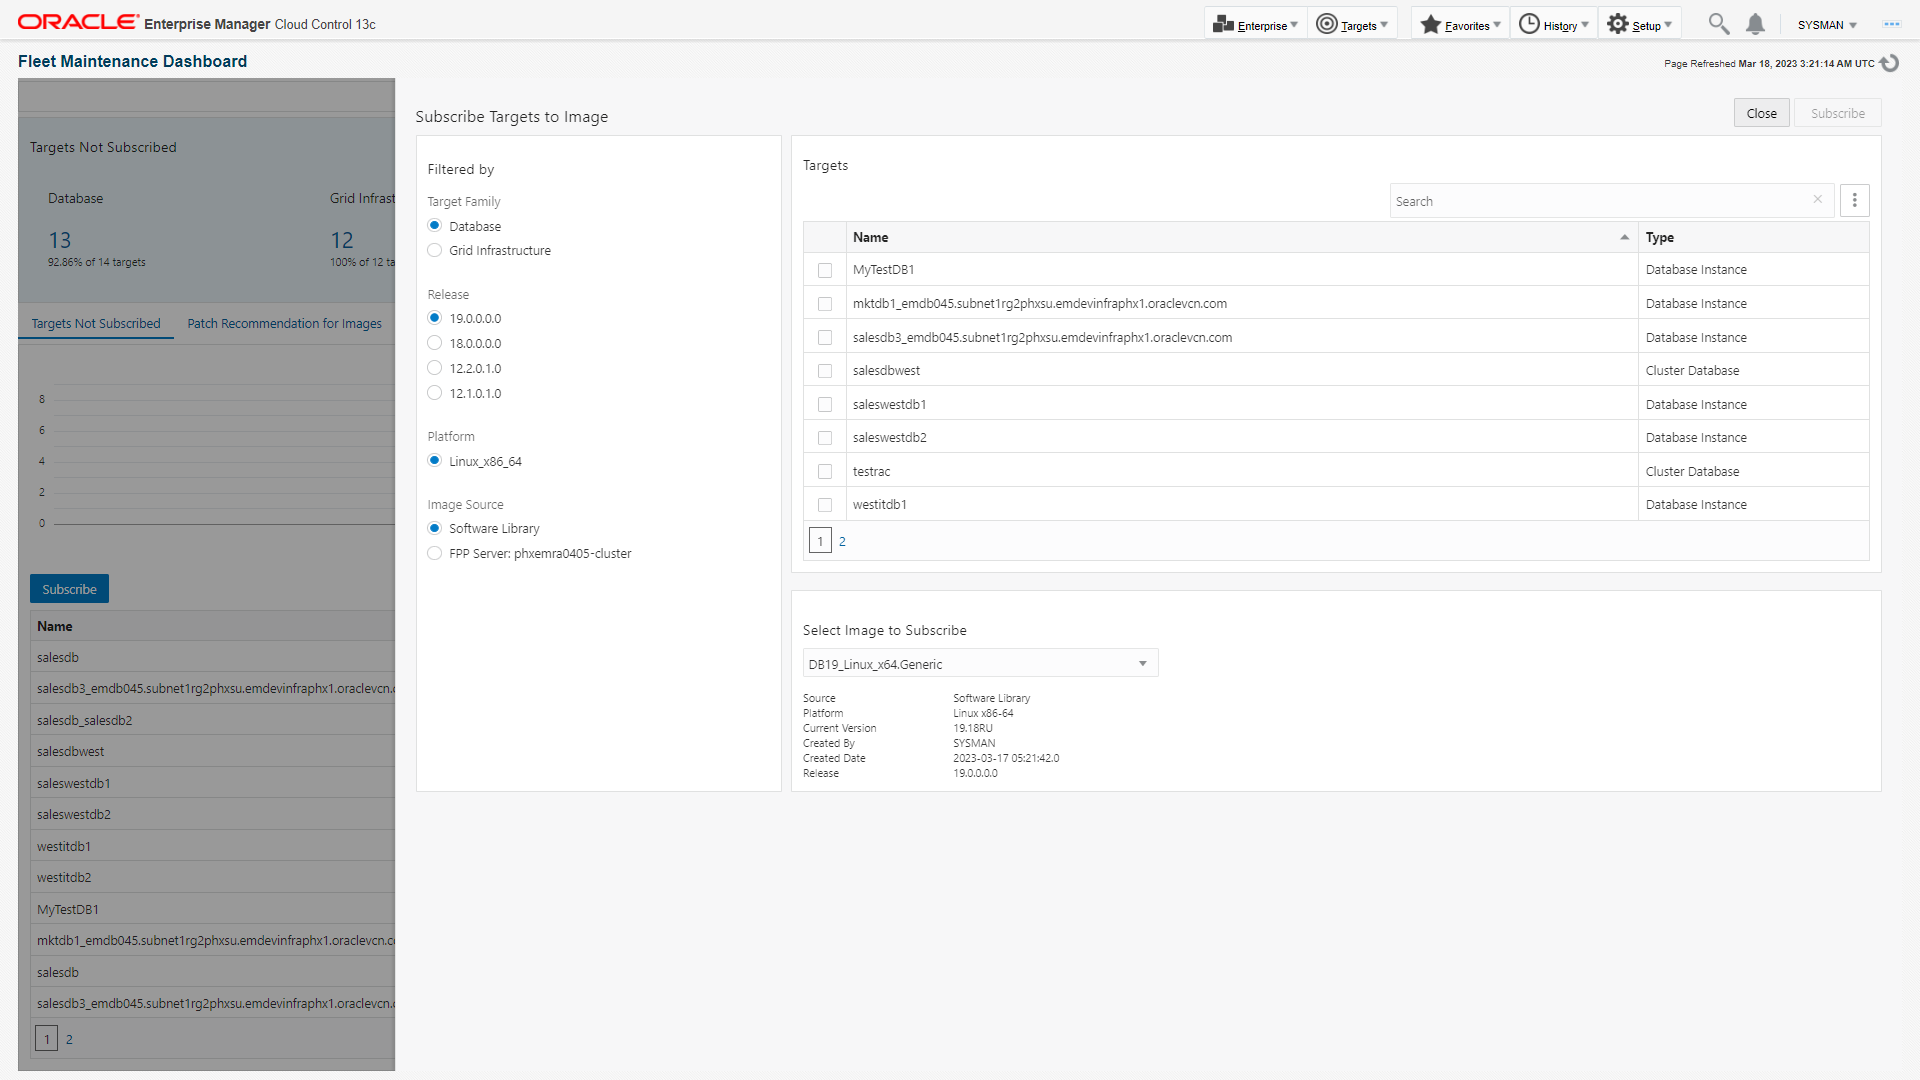 ORACLE Enterprise Manager Cloud Control 13c
Enterprise
Targets
Favorites
History
Setup
SYSMAN
Fleet Maintenance Dashboard
Page Refreshed Mar 18, 2023 3:21:14 AM UTC
Targets Not Subscribed
Database
Grid Infrast
13
12
92.86% of 14 targets
100% of 12 ta
Targets Not Subscribed
Patch Recommendation for Images
8
6
4
2
0
Subscribe
Name
salesdb
salesdb3_emdb045.subnet1rg2phxsu.emdevinfraphx1.oraclevcn.
salesdb_salesdb2
salesdbwest
saleswestdb1
saleswestdb2
westitdb1
westitdb2
MyTestDB1
mktdb1_emdb045.subnet1rg2phxsu.emdevinfraphx1.oraclevcn.c
salesdb
salesdb3_emdb045.subnet1rg2phxsu.emdevinfraphx1.oraclevcn.
1 2
Subscribe Targets to Image
Close
Subscribe
Filtered by
Target Family
Database
Grid Infrastructure
Release
19.0.0.0.0
18.0.0.0.0
12.2.0.1.0
12.1.0.1.0
Platform
Linux_x86_64
Image Source
Software Library
FPP Server: phxemra0405-cluster
Targets
Search
Name Type
MyTestDB1 Database Instance
mktdb1_emdb045.subnet1rg2phxsu.emdevinfraphx1.oraclevcn.com Database Instance
salesdb3_emdb045.subnet1rg2phxsu.emdevinfraphx1.oraclevcn.com Database Instance
salesdbwest Cluster Database
saleswestdb1 Database Instance
saleswestdb2 Database Instance
testrac Cluster Database
westitdb1 Database Instance
1 2
Select Image to Subscribe
DB19_Linux_x64.Generic
Source Software Library
Platform Linux x86-64
Current Version 19.18RU
Created By SYSMAN
Created Date 2023-03-17 05:21:42.0
Release 19.0.0.0.0